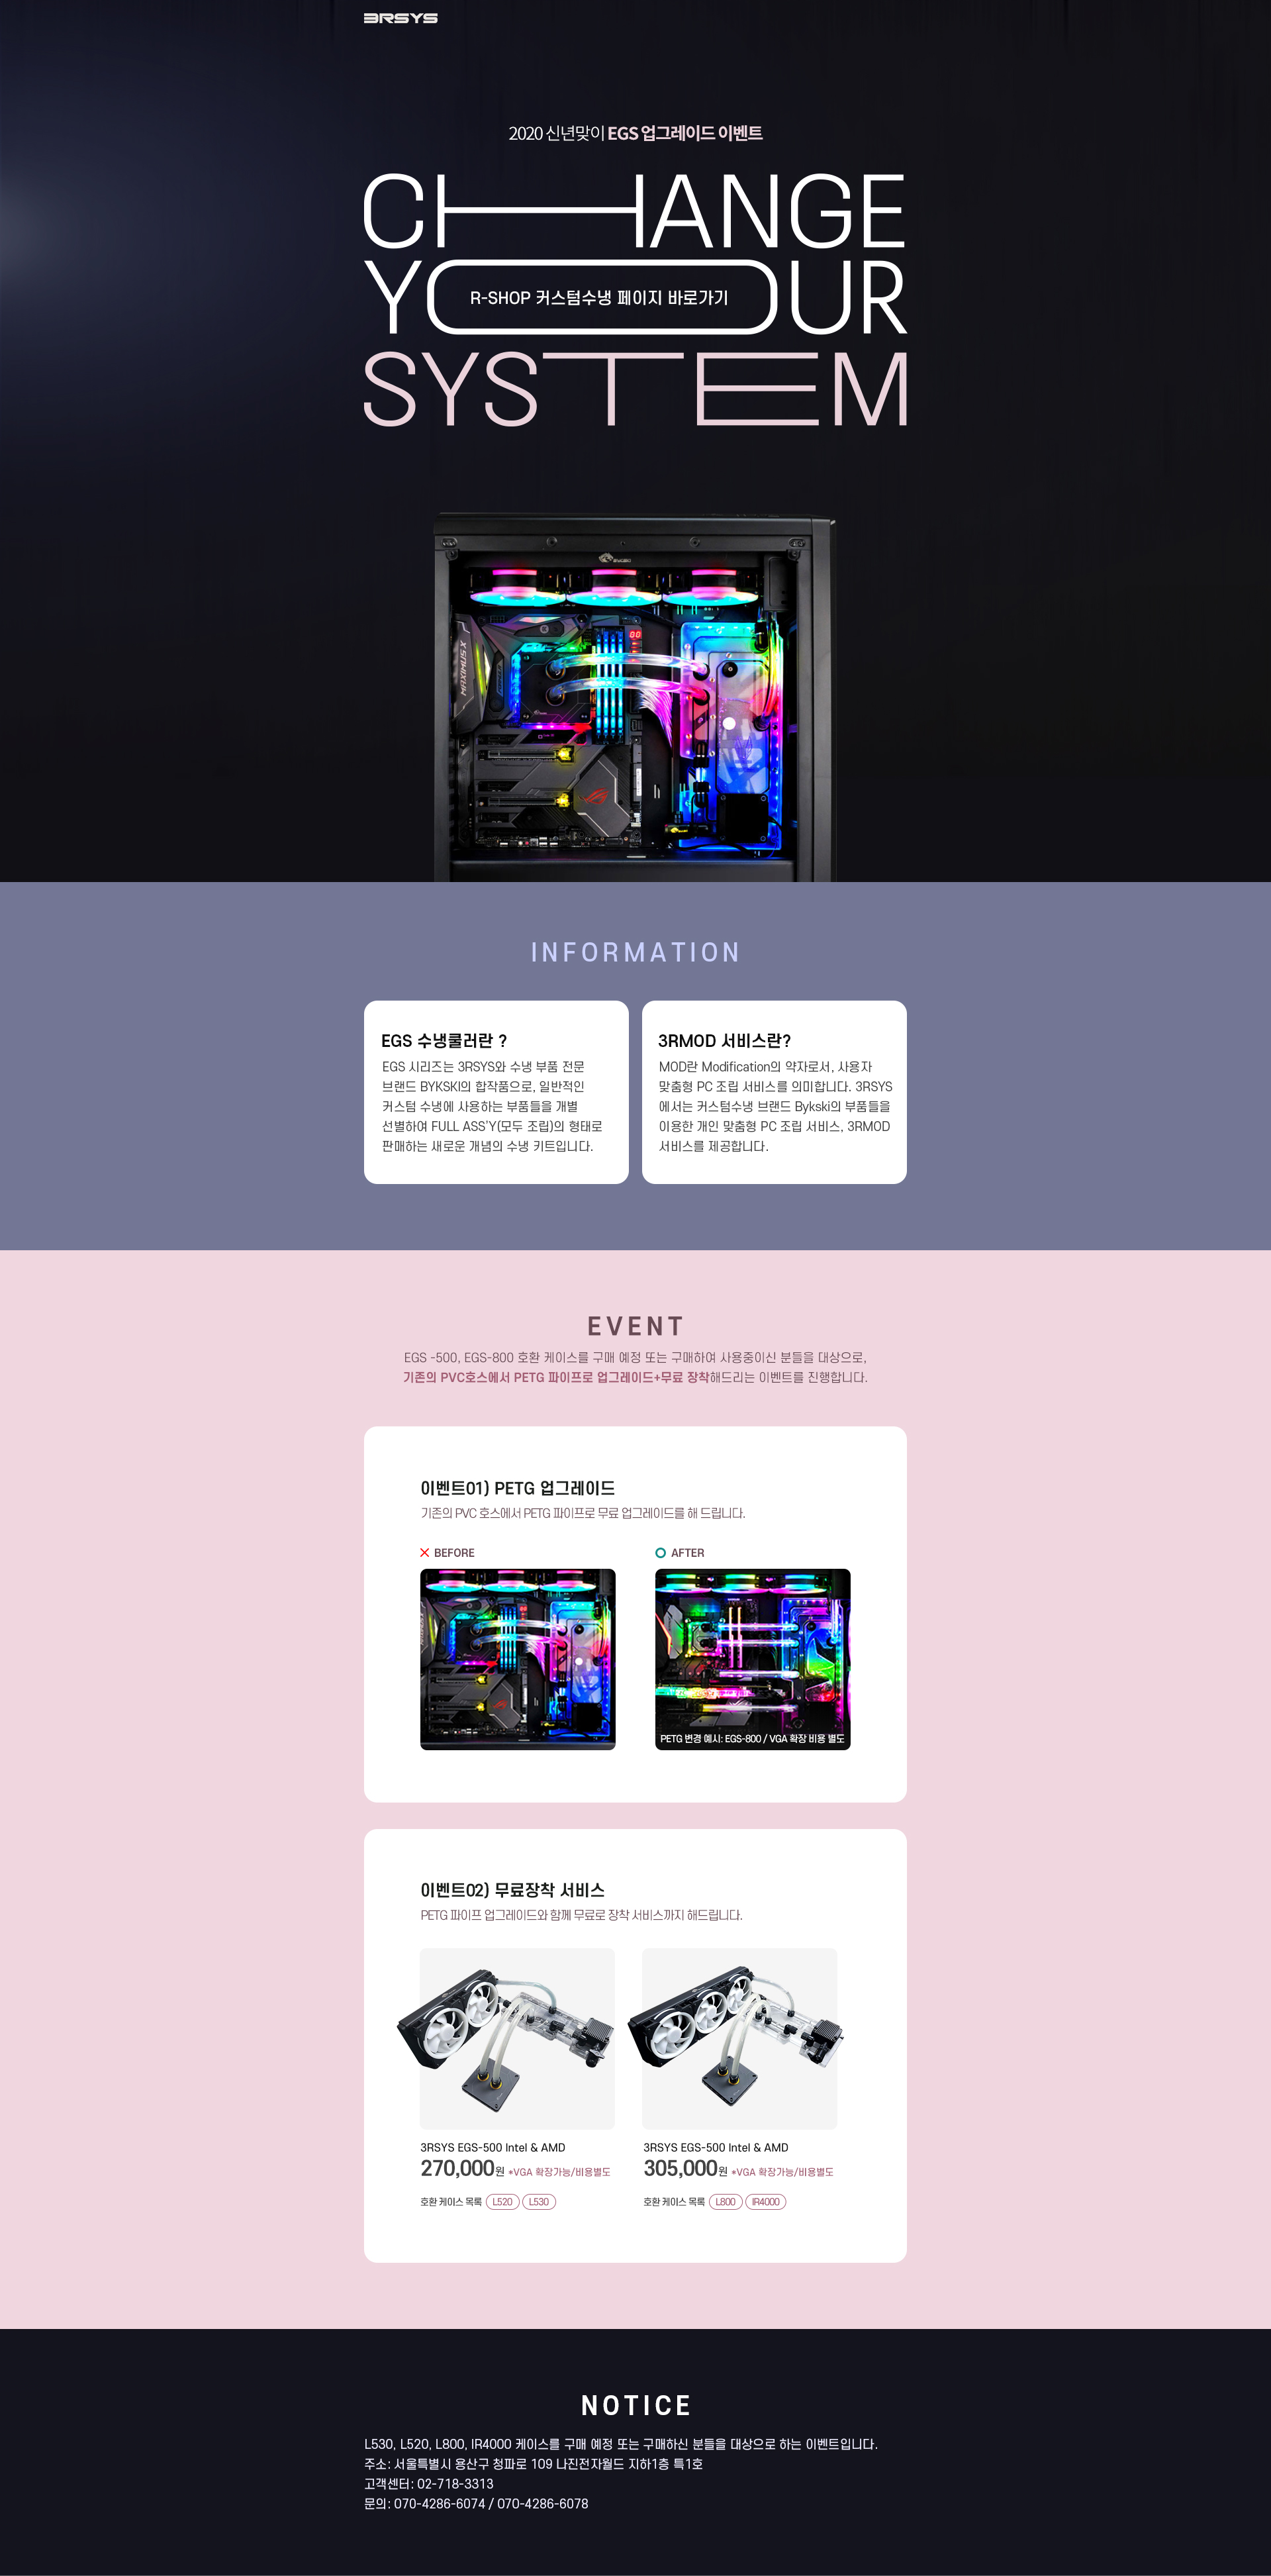 3RSYS
2020 신년맞이 EGS 업그레이드 이벤트
CHANGE
YOUR
R-SHOP 커스텀수냉 페이지 바로가기
SYSTEM
INFORMATION
EGS 수냉쿨러란 ?
EGS 시리즈는 3RSYS와 수냉 부품 전문
브랜드 BYKSKI의 합작품으로, 일반적인
커스텀 수냉에 사용하는 부품들을 개별
선별하여 FULL ASS'Y(모두 조립)의 형태로
판매하는 새로운 개념의 수냉 키트입니다.
3RMOD 서비스란?
MOD란 Modification의 약자로서, 사용자
맞춤형 PC 조립 서비스를 의미합니다. 3RSYS
에서는 커스텀수냉 브랜드 Bykski의 부품들을
이용한 개인 맞춤형 PC 조립 서비스, 3RMOD
서비스를 제공합니다.
EVENT
EGS -500, EGS-800 호환 케이스를 구매 예정 또는 구매하여 사용중이신 분들을 대상으로,
기존의 PVC호스에서 PETG 파이프로 업그레이드+무료 장착해드리는 이벤트를 진행합니다.
이벤트01) PETG 업그레이드
기존의 PVC 호스에서 PETG 파이프로 무료 업그레이드를 해 드립니다.
BEFORE
AFTER
PETG 변경 예시: EGS-800 / VGA 확장 비용 별도
이벤트02) 무료장착 서비스
PETG 파이프 업그레이드와 함께 무료로 장착 서비스까지 해드립니다.
3RSYS EGS-500 Intel & AMD
270,000원 *VGA 확장가능/비용별도
호환 케이스 목록 L520 L530
3RSYS EGS-500 Intel & AMD
305,000원 *VGA 확장가능/비용별도
호환 케이스 목록 L800 IR4000
NOTICE
L530, L520, L800, IR4000 케이스를 구매 예정 또는 구매하신 분들을 대상으로 하는 이벤트입니다.
주소: 서울특별시 용산구 청파로 109 나진전자월드 지하1층 특1호
고객센터: 02-718-3313
문의: 070-4286-6074 / 070-4286-6078